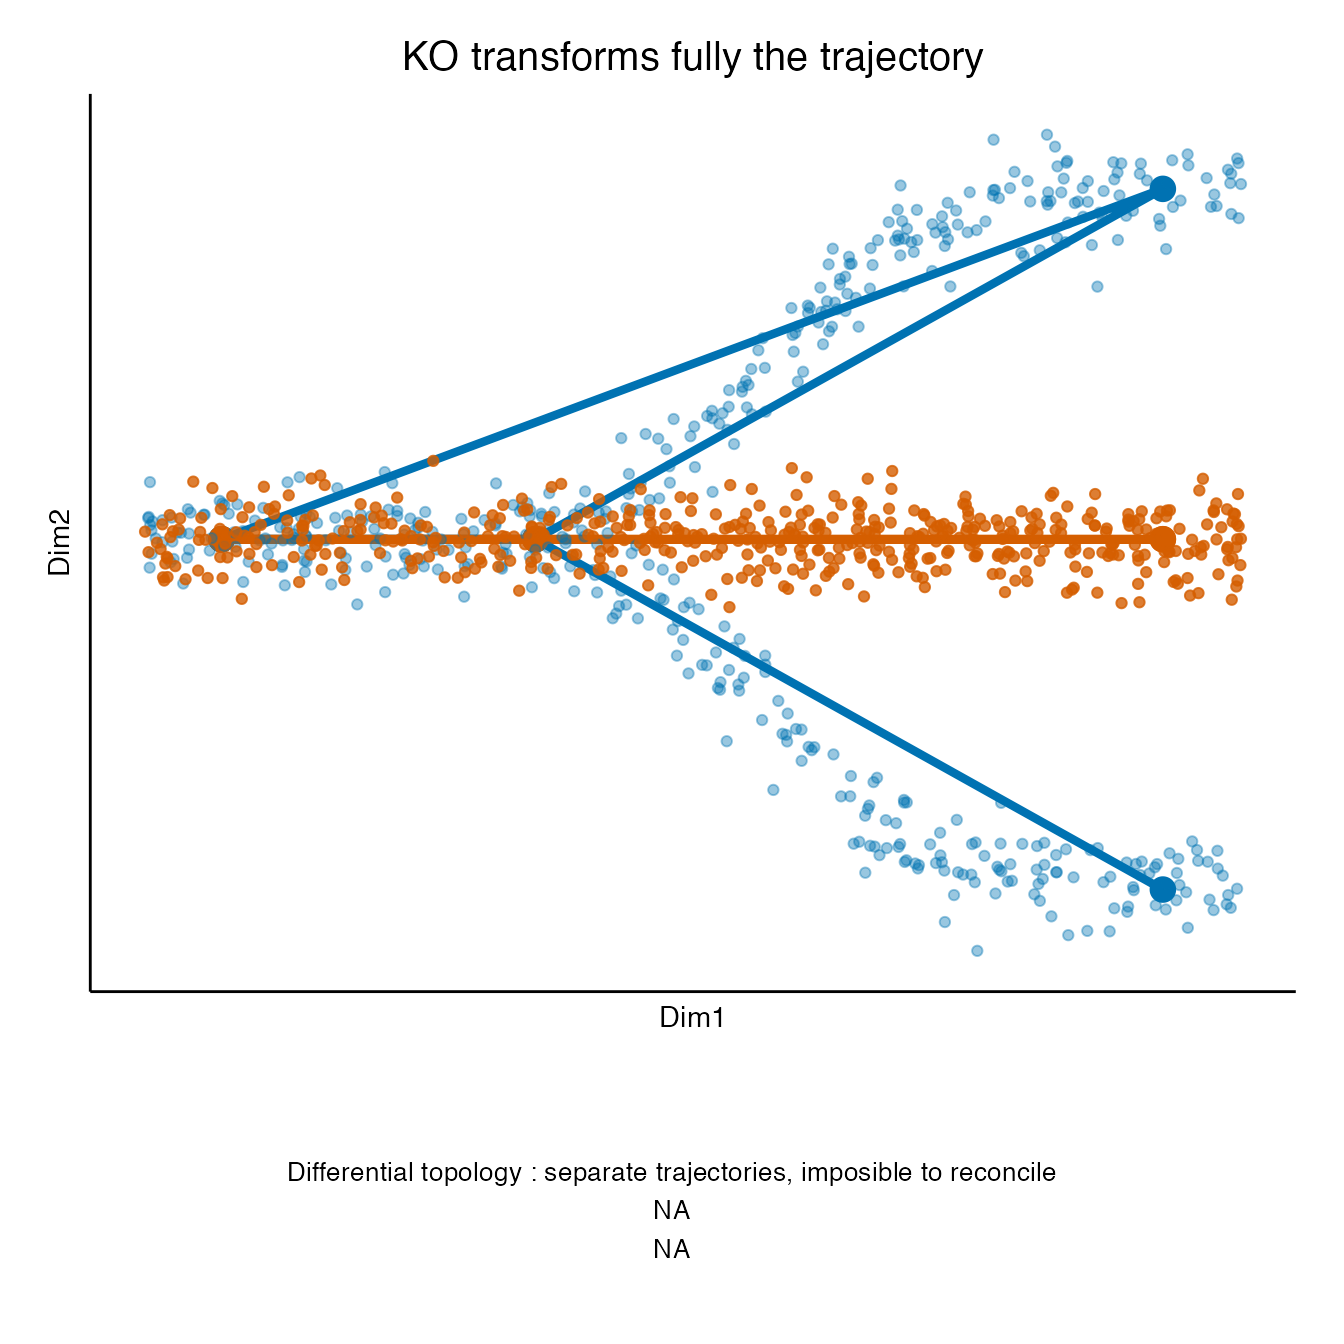 KO transforms fully the trajectory
Dim2
Dim1
Differential topology : separate trajectories, imposible to reconcile
NA
NA